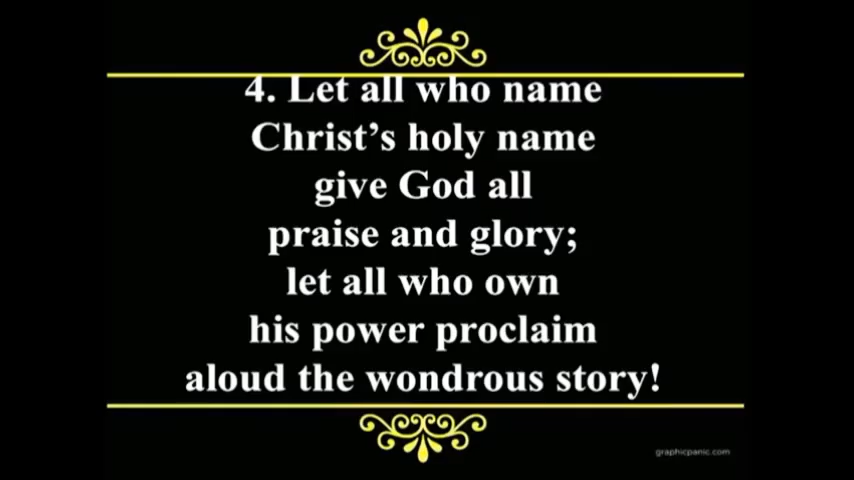 4. Let all who name
Christ’s holy name
give God all
praise and glory;
let all who own
his power proclaim
aloud the wondrous story!
graphicpanic.com